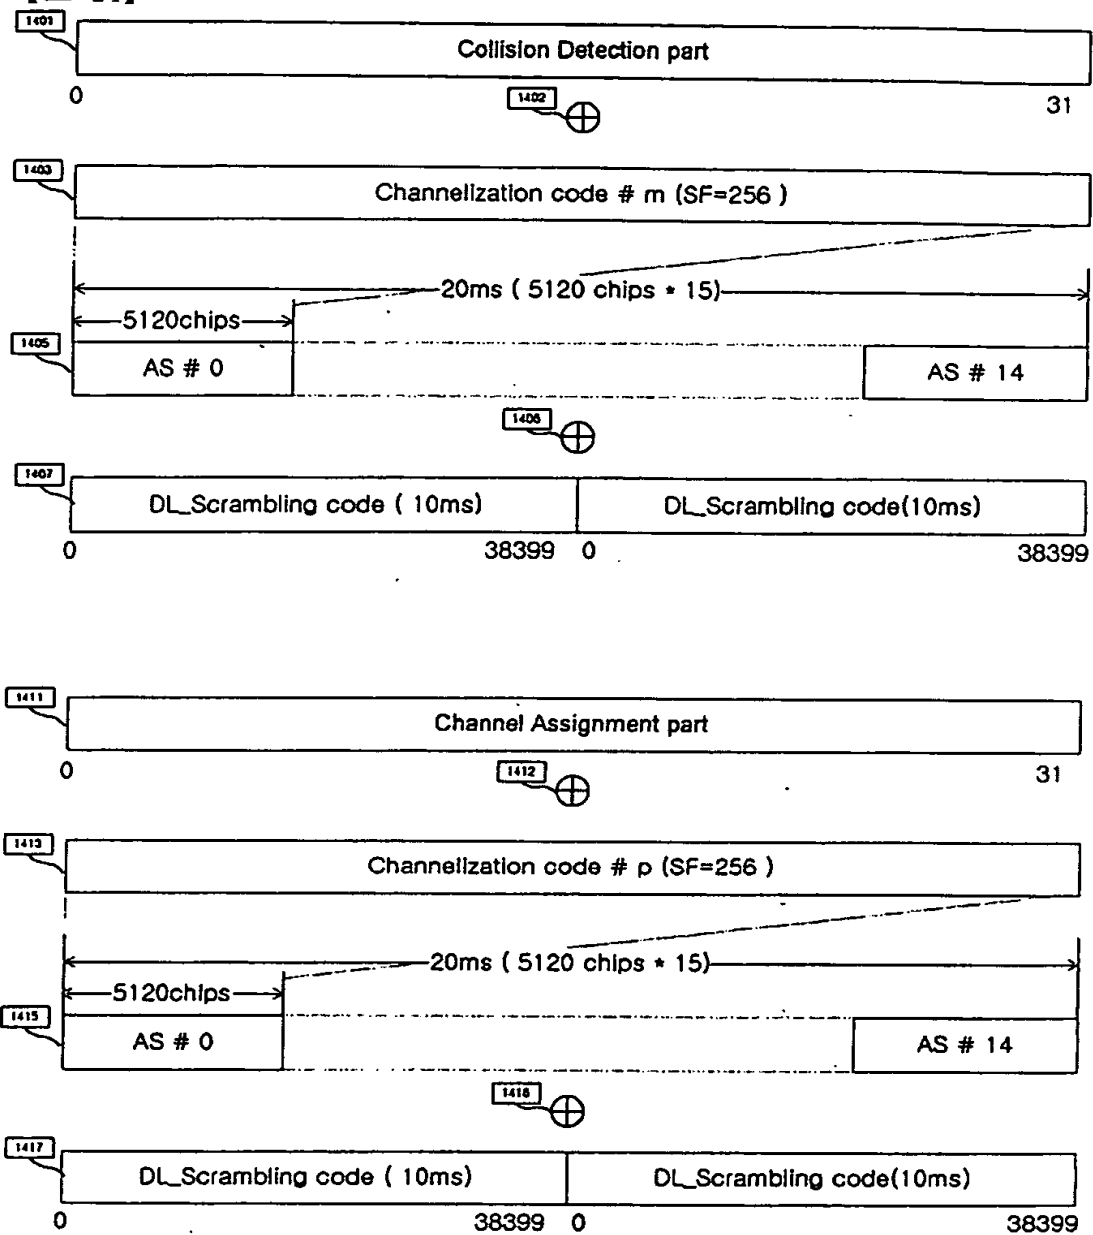 1401
Collision Detection part
0
31
1402
1403
Channelization code # m (SF=256 )
20ms ( 5120 chips * 15)
5120chips
1405
AS # 0
AS # 14
1406
1407
DL_Scrambling code ( 10ms)
DL_Scrambling code(10ms)
0
38399
0
38399
1411
Channel Assignment part
0
31
1412
1413
Channelization code # p (SF=256 )
20ms ( 5120 chips * 15)
5120chips
1415
AS # 0
AS # 14
1416
1417
DL_Scrambling code ( 10ms)
DL_Scrambling code(10ms)
0
38399
0
38399